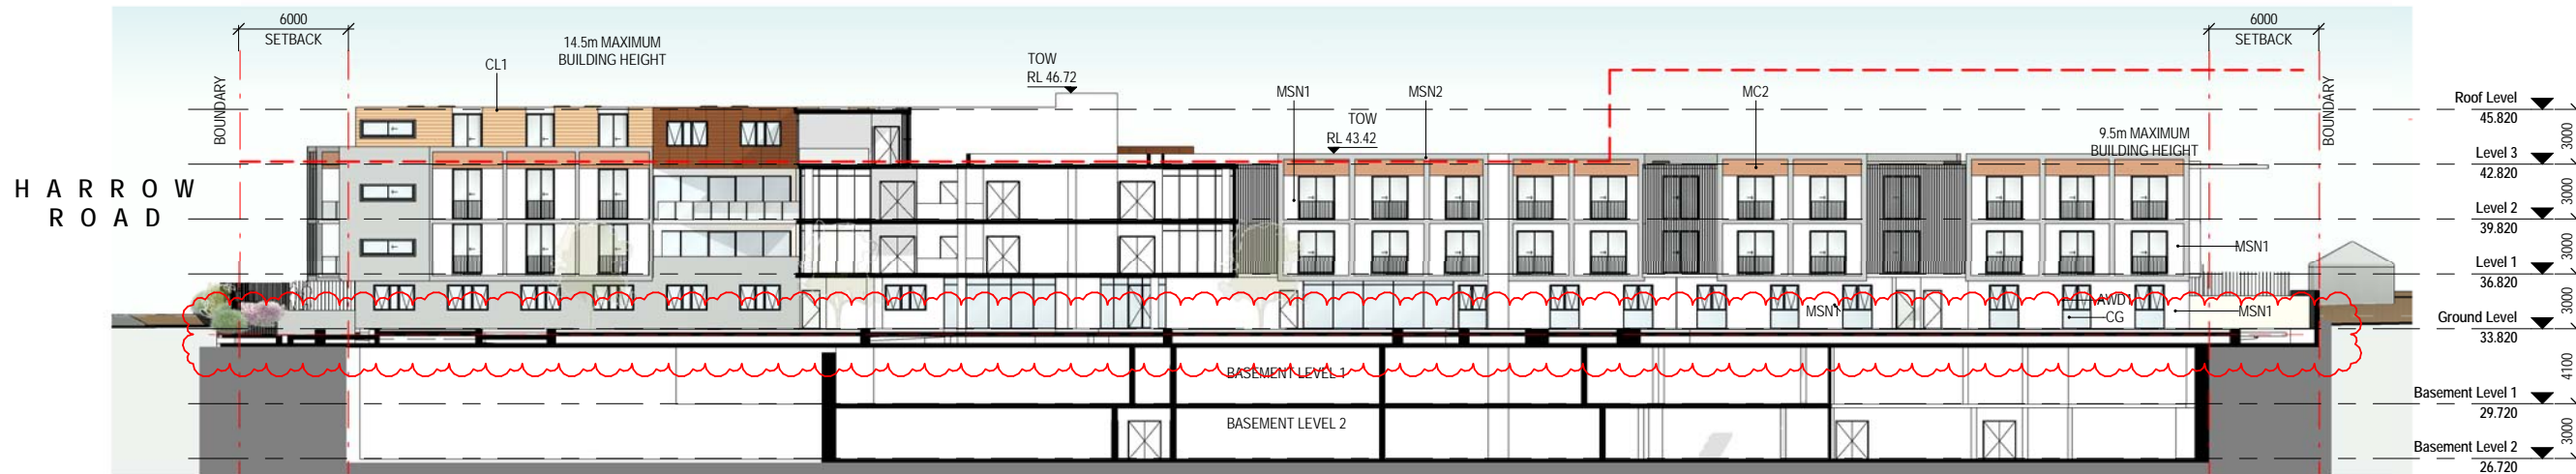 6000
SETBACK
14.5m MAXIMUM
BUILDING HEIGHT
CL1
BOUNDARY
TOW
RL 46.72
MSN1
TOW
RL 43.42
MSN2
MC2
9.5m MAXIMUM
BUILDING HEIGHT
6000
SETBACK
BOUNDARY
HARROW
ROAD
Roof Level
45.820
3000
Level 3
42.820
3000
Level 2
39.820
3000
Level 1
36.820
3000
Ground Level
33.820
4100
Basement Level 1
29.720
3000
Basement Level 2
26.720
MSN1
AWD1
CG
MSN1
MSN1
BASEMENT LEVEL 1
BASEMENT LEVEL 2